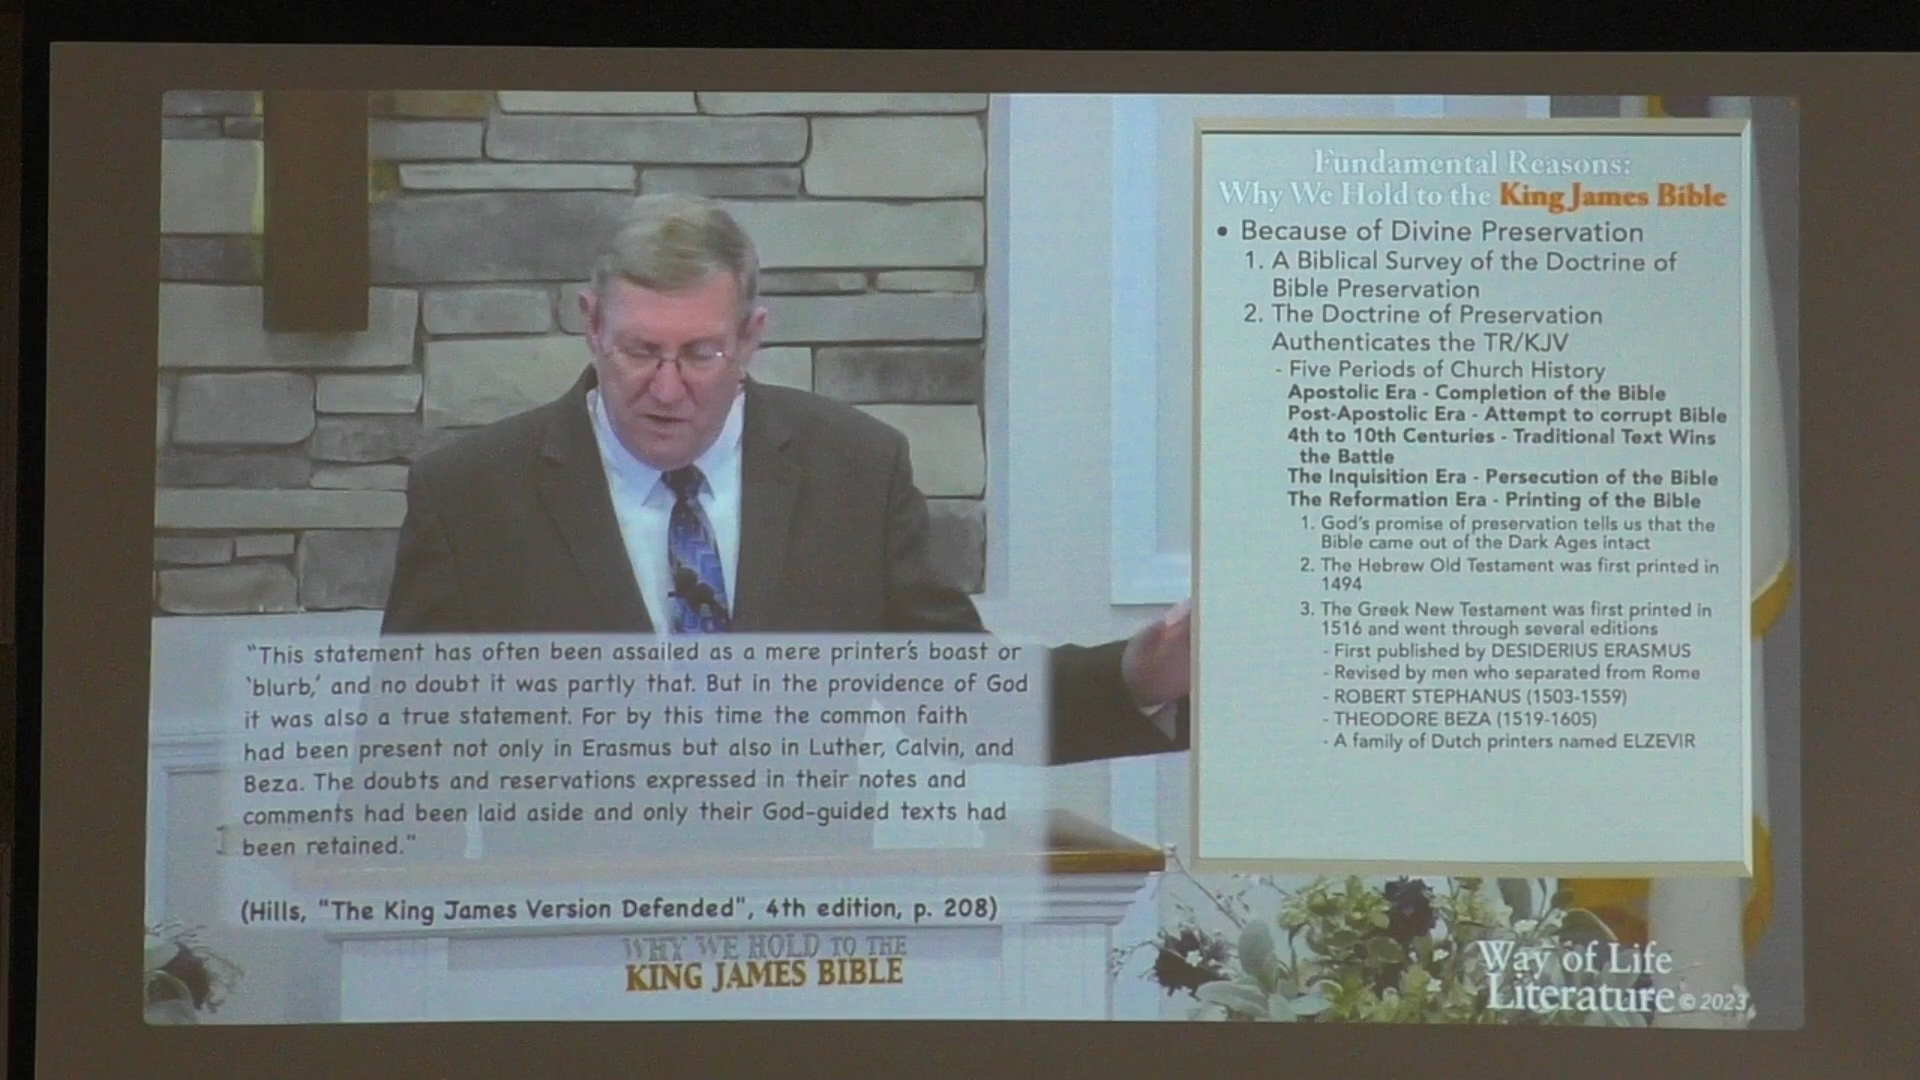 Fundamental Reasons:
Why We Hold to the King James Bible
• Because of Divine Preservation
1. A Biblical Survey of the Doctrine of
Bible Preservation
2. The Doctrine of Preservation
Authenticates the TR/KJV
- Five Periods of Church History
Apostolic Era - Completion of the Bible
Post-Apostolic Era - Attempt to corrupt Bible
4th to 10th Centuries - Traditional Text Wins
the Battle
The Inquisition Era - Persecution of the Bible
The Reformation Era - Printing of the Bible
1. God's promise of preservation tells us that the
Bible came out of the Dark Ages intact
2. The Hebrew Old Testament was first printed in
1494
3. The Greek New Testament was first printed in
1516 and went through several editions
- First published by DESIDERIUS ERASMUS
- Revised by men who separated from Rome
- ROBERT STEPHANUS (1503-1559)
- THEODORE BEZA (1519-1605)
- A family of Dutch printers named ELZEVIR
"This statement has often been assailed as a mere printer's boast or
'blurb,' and no doubt it was partly that. But in the providence of God
it was also a true statement. For by this time the common faith
had been present not only in Erasmus but also in Luther, Calvin, and
Beza. The doubts and reservations expressed in their notes and
comments had been laid aside and only their God-guided texts had
been retained."
(Hills, "The King James Version Defended", 4th edition, p. 208)
WHY WE HOLD TO THE
KING JAMES BIBLE
Way of Life
Literature © 2023